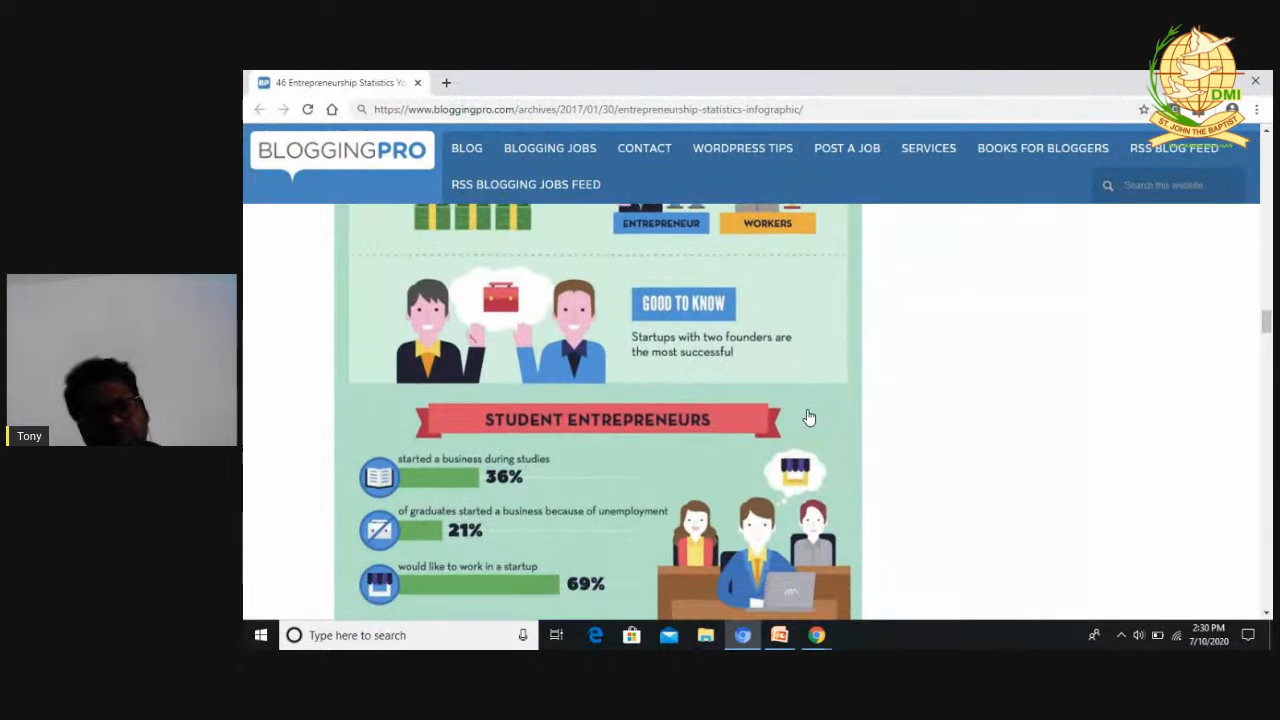 DMI
ST. JOHN THE BAPTIST
BP 46 Entrepreneurship Statistics Yo
https://www.bloggingpro.com/archives/2017/01/30/entrepreneurship-statistics-infographic/
BLOGGINGPRO
BLOG BLOGGING JOBS CONTACT WORDPRESS TIPS POST A JOB SERVICES BOOKS FOR BLOGGERS RSS BLOG FEED
RSS BLOGGING JOBS FEED
Search this website
ENTREPRENEUR WORKERS
GOOD TO KNOW
Startups with two founders are
the most successful
STUDENT ENTREPRENEURS
started a business during studies
36%
of graduates started a business because of unemployment
21%
would like to work in a startup
69%
Tony
Type here to search
2:30 PM
7/10/2020